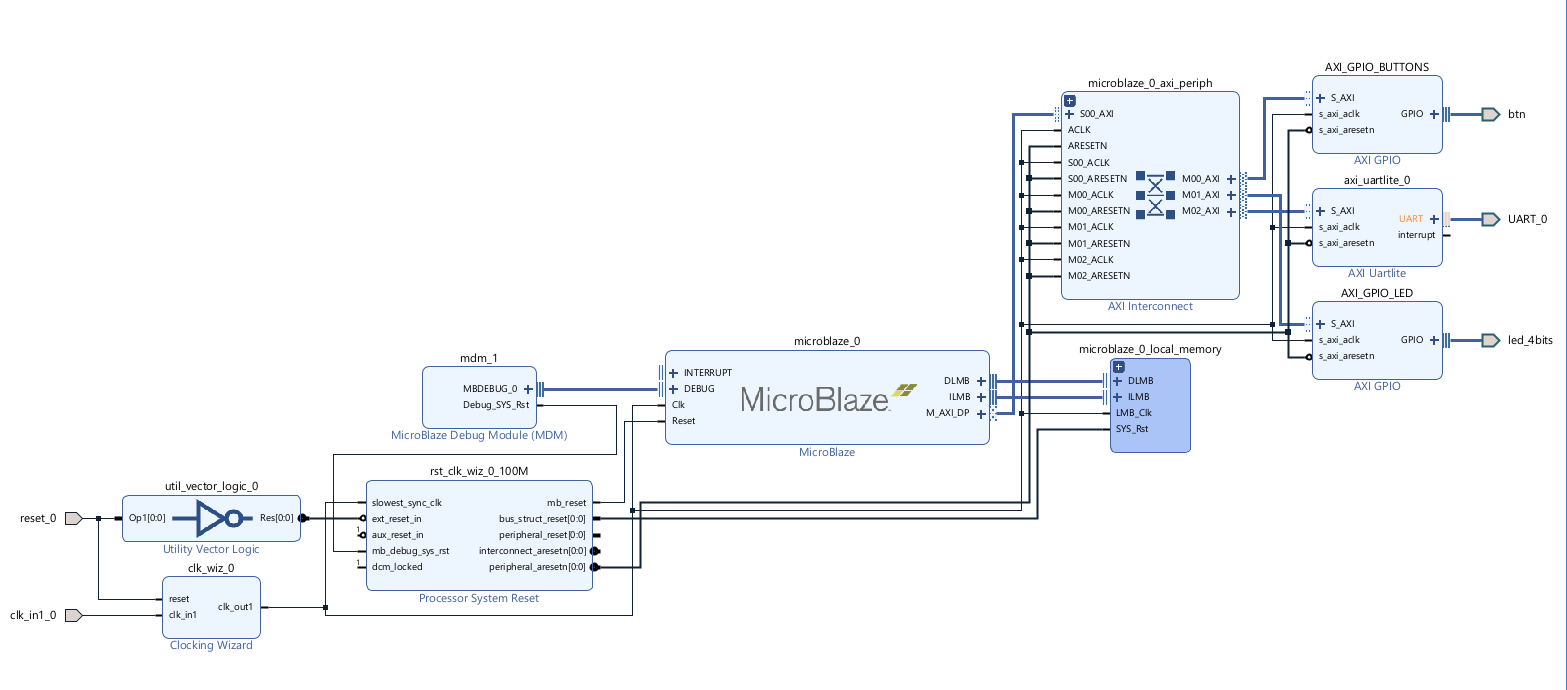 AXI_GPIO_BUTTONS
S_AXI
s_axi_aclk
s_axi_aresetn
GPIO
btn
AXI GPIO
microblaze_0_axi_periph
S00_AXI
ACLK
ARESETN
S00_ACLK
S00_ARESETN
M00_ACLK
M00_ARESETN
M01_ACLK
M01_ARESETN
M02_ACLK
M02_ARESETN
M00_AXI
M01_AXI
M02_AXI
AXI Interconnect
axi_uartlite_0
S_AXI
s_axi_aclk
s_axi_aresetn
UART
interrupt
UART_0
AXI Uartlite
AXI_GPIO_LED
S_AXI
s_axi_aclk
s_axi_aresetn
GPIO
led_4bits
AXI GPIO
microblaze_0_local_memory
DLMB
ILMB
LMB_Clk
SYS_Rst
microblaze_0
INTERRUPT
DEBUG
Clk
Reset
MicroBlaze
DLMB
ILMB
M_AXI_DP
MicroBlaze
mdm_1
MBDEBUG_0
Debug_SYS_Rst
MicroBlaze Debug Module (MDM)
rst_clk_wiz_0_100M
slowest_sync_clk
ext_reset_in
1
aux_reset_in
mb_debug_sys_rst
1
dcm_locked
mb_reset
bus_struct_reset[0:0]
peripheral_reset[0:0]
interconnect_aresetn[0:0]
peripheral_aresetn[0:0]
Processor System Reset
util_vector_logic_0
reset_0
Op1[0:0]
Res[0:0]
Utility Vector Logic
clk_wiz_0
reset
clk_in1_0
clk_in1
clk_out1
Clocking Wizard